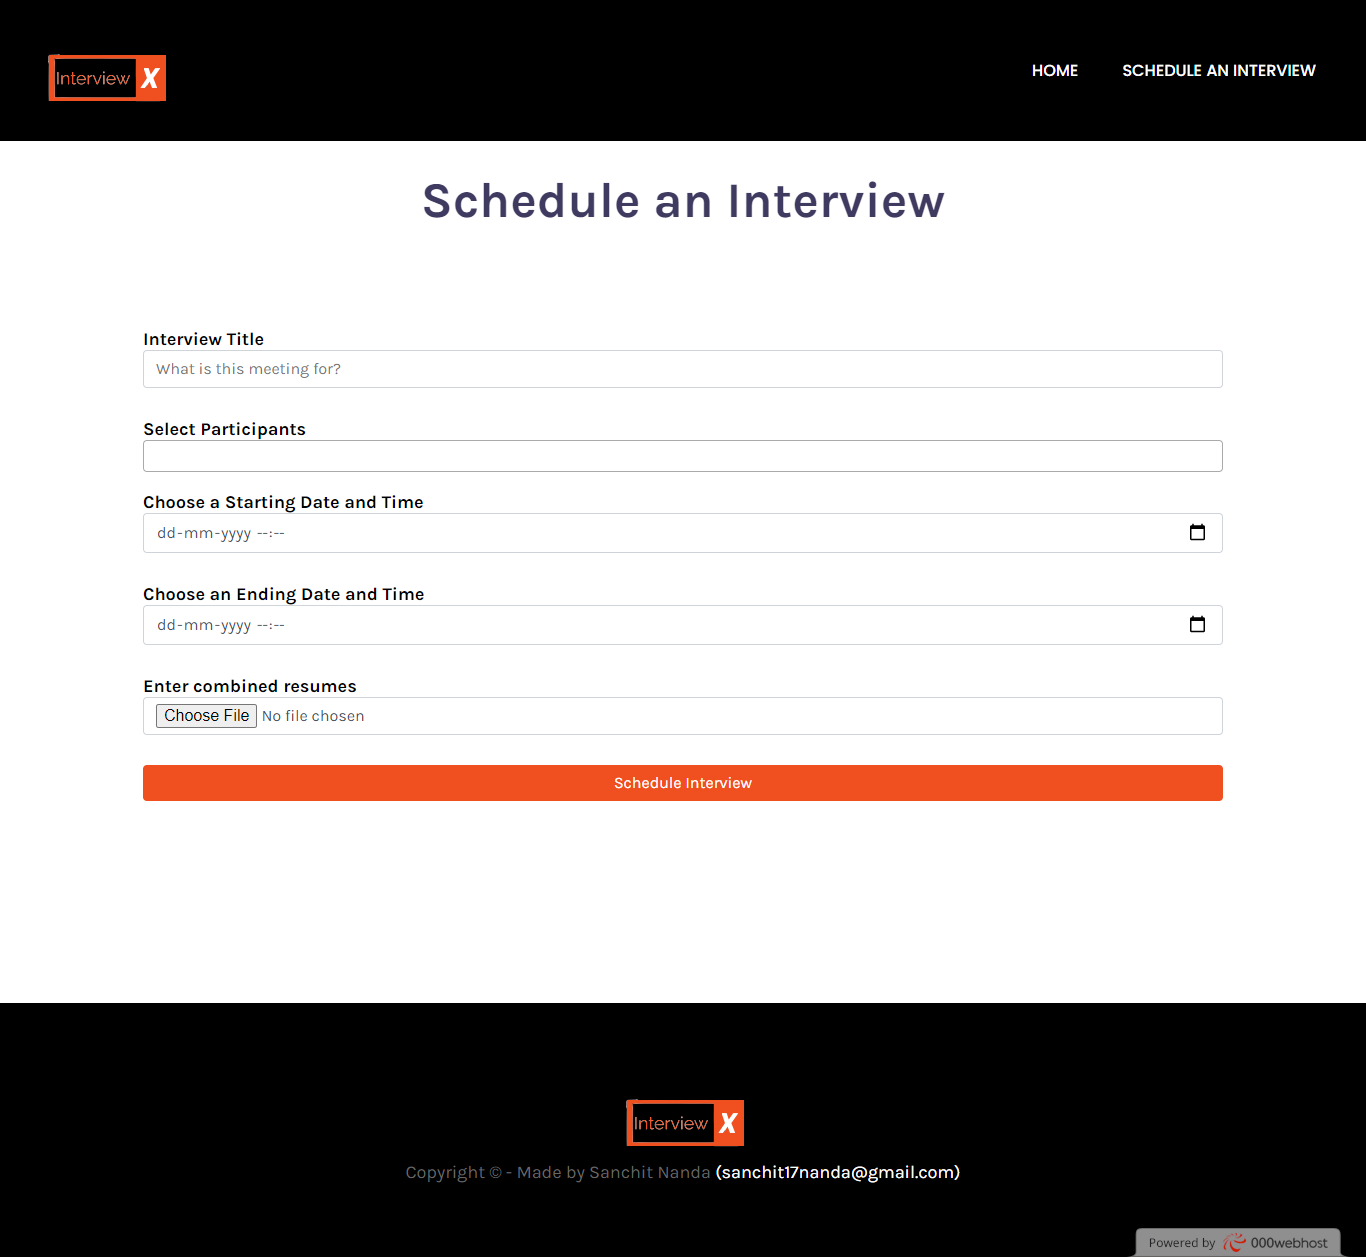 Interview X
HOME SCHEDULE AN INTERVIEW
Schedule an Interview
Interview Title
What is this meeting for?
Select Participants
Choose a Starting Date and Time
dd-mm-yyyy --:--
Choose an Ending Date and Time
dd-mm-yyyy --:--
Enter combined resumes
Choose File No file chosen
Schedule Interview
Interview X
Copyright © - Made by Sanchit Nanda (sanchit17nanda@gmail.com)
Powered by 000webhost